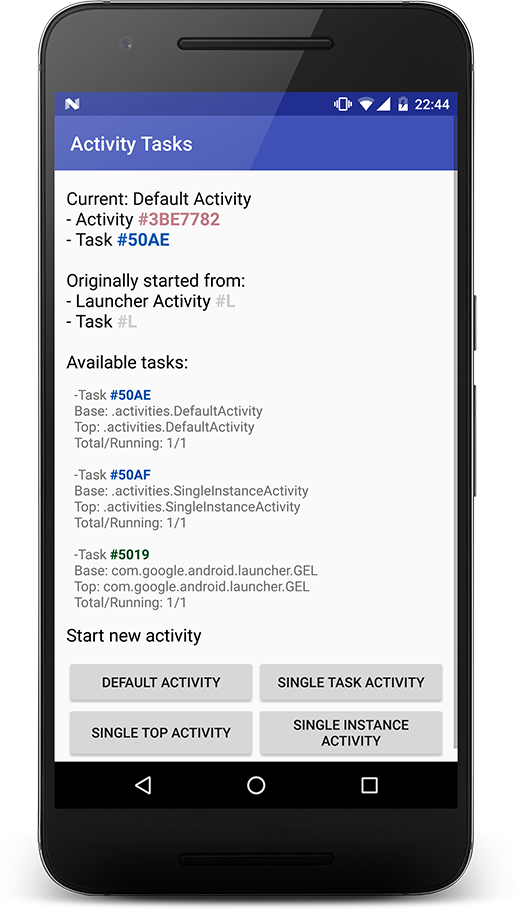 22:44
Activity Tasks
Current: Default Activity
- Activity #3BE7782
- Task #50AE
Originally started from:
- Launcher Activity #L
- Task #L
Available tasks:
-Task #50AE
Base: .activities.DefaultActivity
Top: .activities.DefaultActivity
Total/Running: 1/1
-Task #50AF
Base: .activities.SingleInstanceActivity
Top: .activities.SingleInstanceActivity
Total/Running: 1/1
-Task #5019
Base: com.google.android.launcher.GEL
Top: com.google.android.launcher.GEL
Total/Running: 1/1
Start new activity
DEFAULT ACTIVITY
SINGLE TASK ACTIVITY
SINGLE TOP ACTIVITY
SINGLE INSTANCE
ACTIVITY